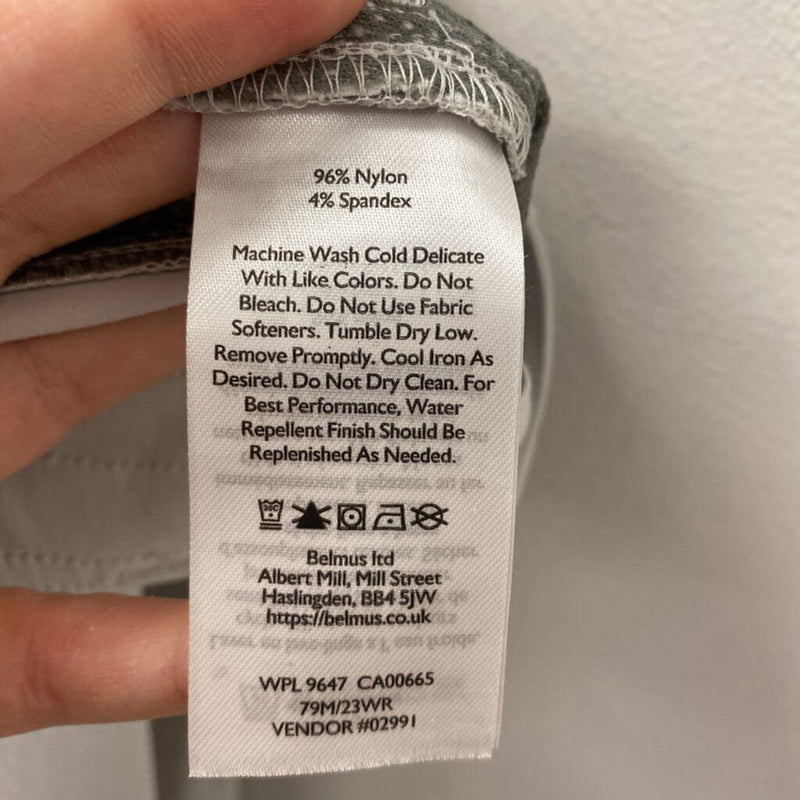 96% Nylon
4% Spandex
Machine Wash Cold Delicate
With Like Colors. Do Not
Bleach. Do Not Use Fabric
Softeners. Tumble Dry Low.
Remove Promptly. Cool Iron As
Desired. Do Not Dry Clean. For
Best Performance, Water
Repellent Finish Should Be
Replenished As Needed.
30C
Belmus ltd
Albert Mill, Mill Street
Haslingden, BB4 5JW
https://belmus.co.uk
WPL 9647 CA00665
79M/23WR
VENDOR #02991